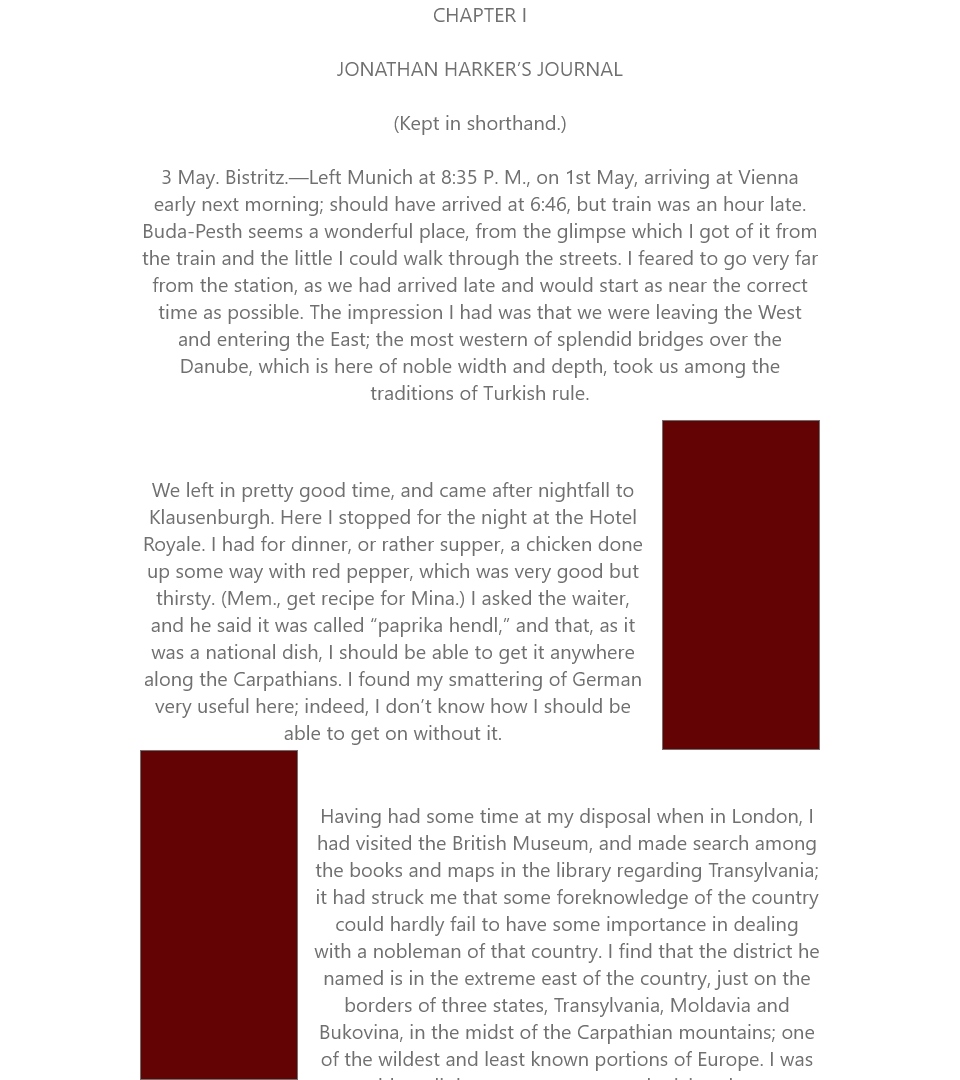 CHAPTER I
JONATHAN HARKER’S JOURNAL
(Kept in shorthand.)
3 May. Bistritz.—Left Munich at 8:35 P. M., on 1st May, arriving at Vienna
early next morning; should have arrived at 6:46, but train was an hour late.
Buda-Pesth seems a wonderful place, from the glimpse which I got of it from
the train and the little I could walk through the streets. I feared to go very far
from the station, as we had arrived late and would start as near the correct
time as possible. The impression I had was that we were leaving the West
and entering the East; the most western of splendid bridges over the
Danube, which is here of noble width and depth, took us among the
traditions of Turkish rule.
We left in pretty good time, and came after nightfall to
Klausenburgh. Here I stopped for the night at the Hotel
Royale. I had for dinner, or rather supper, a chicken done
up some way with red pepper, which was very good but
thirsty. (Mem., get recipe for Mina.) I asked the waiter,
and he said it was called “paprika hendl,” and that, as it
was a national dish, I should be able to get it anywhere
along the Carpathians. I found my smattering of German
very useful here; indeed, I don’t know how I should be
able to get on without it.
Having had some time at my disposal when in London, I
had visited the British Museum, and made search among
the books and maps in the library regarding Transylvania;
it had struck me that some foreknowledge of the country
could hardly fail to have some importance in dealing
with a nobleman of that country. I find that the district he
named is in the extreme east of the country, just on the
borders of three states, Transylvania, Moldavia and
Bukovina, in the midst of the Carpathian mountains; one
of the wildest and least known portions of Europe. I was